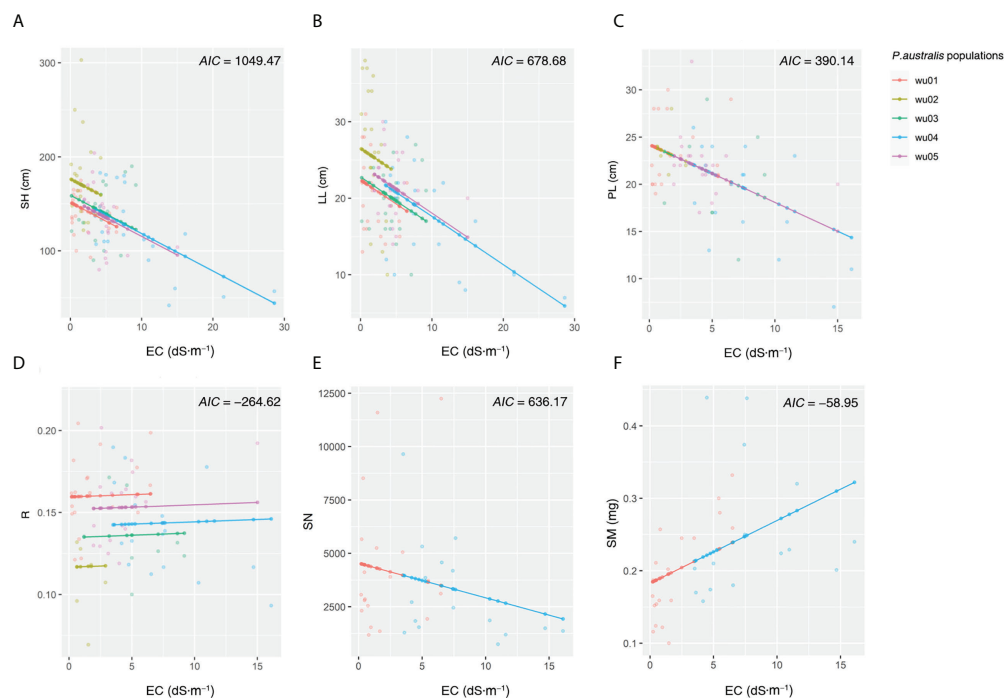 A
B
C
AIC = 1049.47
AIC = 678.68
AIC = 390.14
P.australis populations
wu01
wu02
wu03
wu04
wu05
SH (cm)
300
200
100
0
10
20
30
EC (dS·m⁻¹)
LL (cm)
30
20
10
0
10
20
30
EC (dS·m⁻¹)
PL (cm)
30
25
20
15
10
0
5
10
15
EC (dS·m⁻¹)
D
E
F
AIC = −264.62
AIC = 636.17
AIC = −58.95
R
0.20
0.15
0.10
0
5
10
15
EC (dS·m⁻¹)
SN
12500
10000
7500
5000
2500
0
5
10
15
EC (dS·m⁻¹)
SM (mg)
0.4
0.3
0.2
0.1
0
5
10
15
EC (dS·m⁻¹)